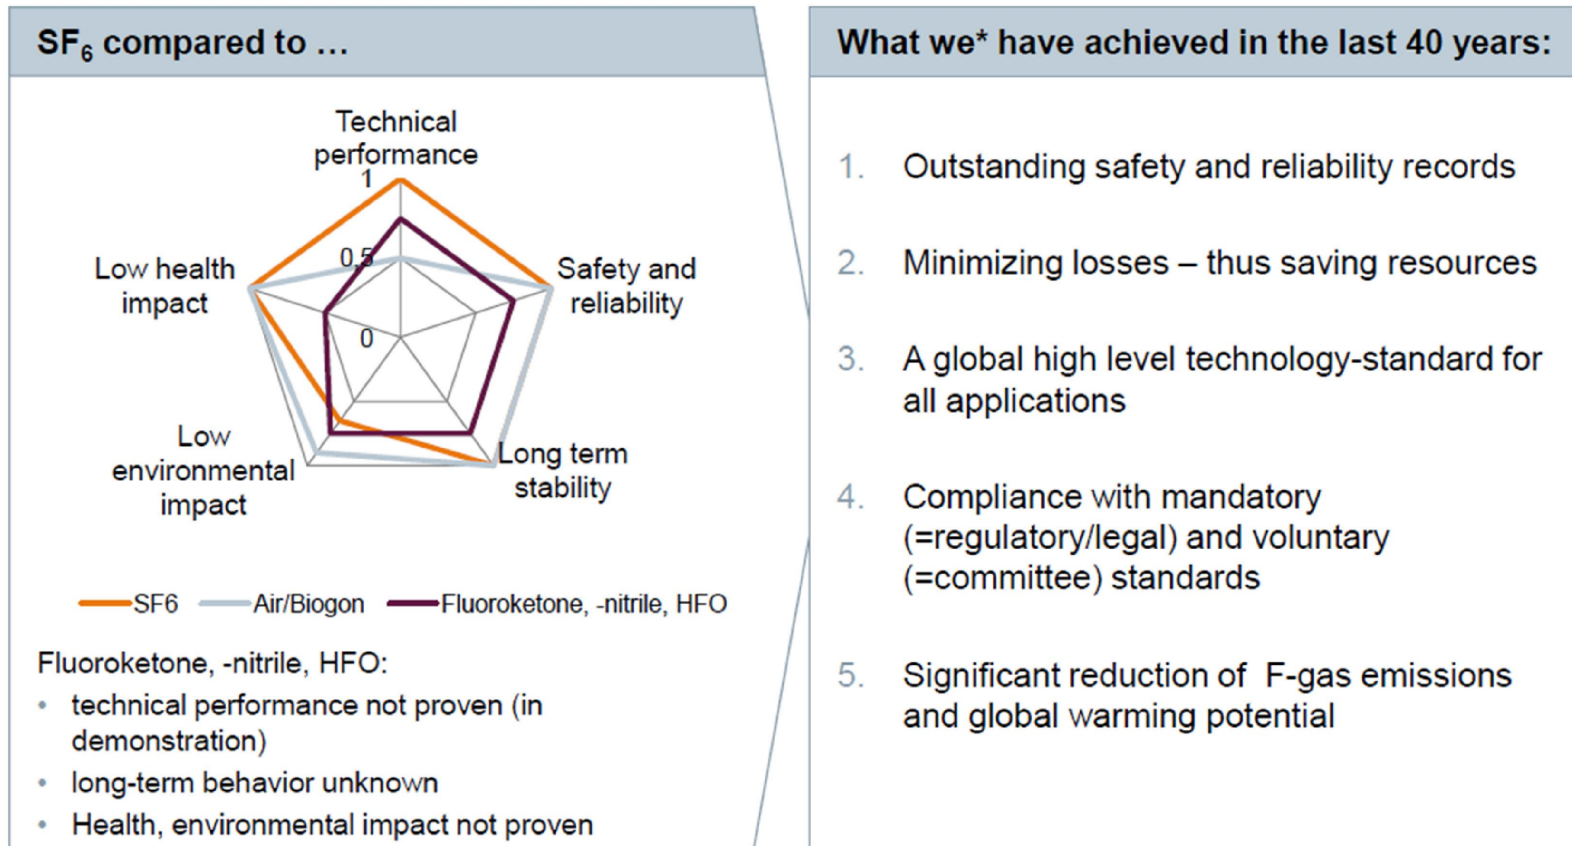 SF₆ compared to ...
Technical
performance
1
0,5
0
Low health
impact
Safety and
reliability
Low
environmental
impact
Long term
stability
SF6
Air/Biogon
Fluoroketone, -nitrile, HFO
Fluoroketone, -nitrile, HFO:
• technical performance not proven (in
demonstration)
• long-term behavior unknown
• Health, environmental impact not proven
What we* have achieved in the last 40 years:
1. Outstanding safety and reliability records
2. Minimizing losses – thus saving resources
3. A global high level technology-standard for
all applications
4. Compliance with mandatory
(=regulatory/legal) and voluntary
(=committee) standards
5. Significant reduction of F-gas emissions
and global warming potential